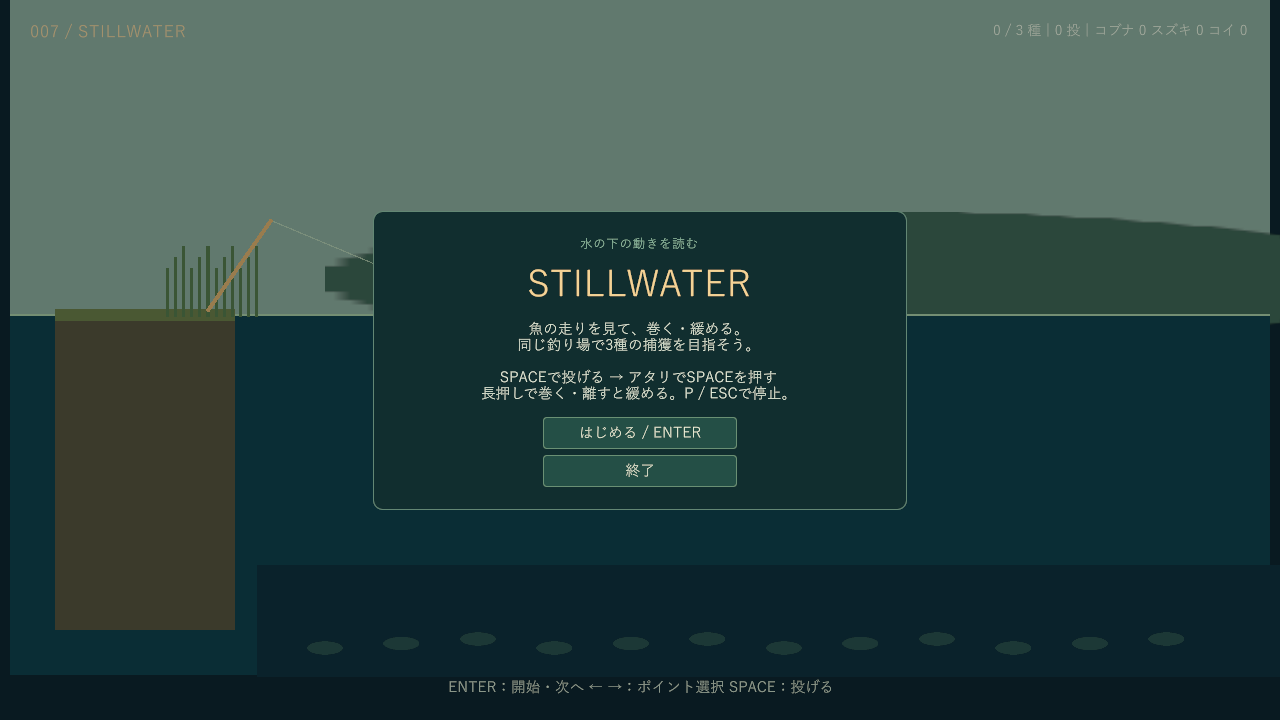 007 / STILLWATER
0 / 3 種 | 0 投 | コブナ 0 スズキ 0 コイ 0
水の下の動きを読む
STILLWATER
魚の走りを見て、巻く・緩める。
同じ釣り場で3種の捕獲を目指そう。
SPACEで投げる → アタリでSPACEを押す
長押しで巻く・離すと緩める。P / ESCで停止。
はじめる / ENTER
終了
ENTER：開始・次へ ← →：ポイント選択 SPACE：投げる